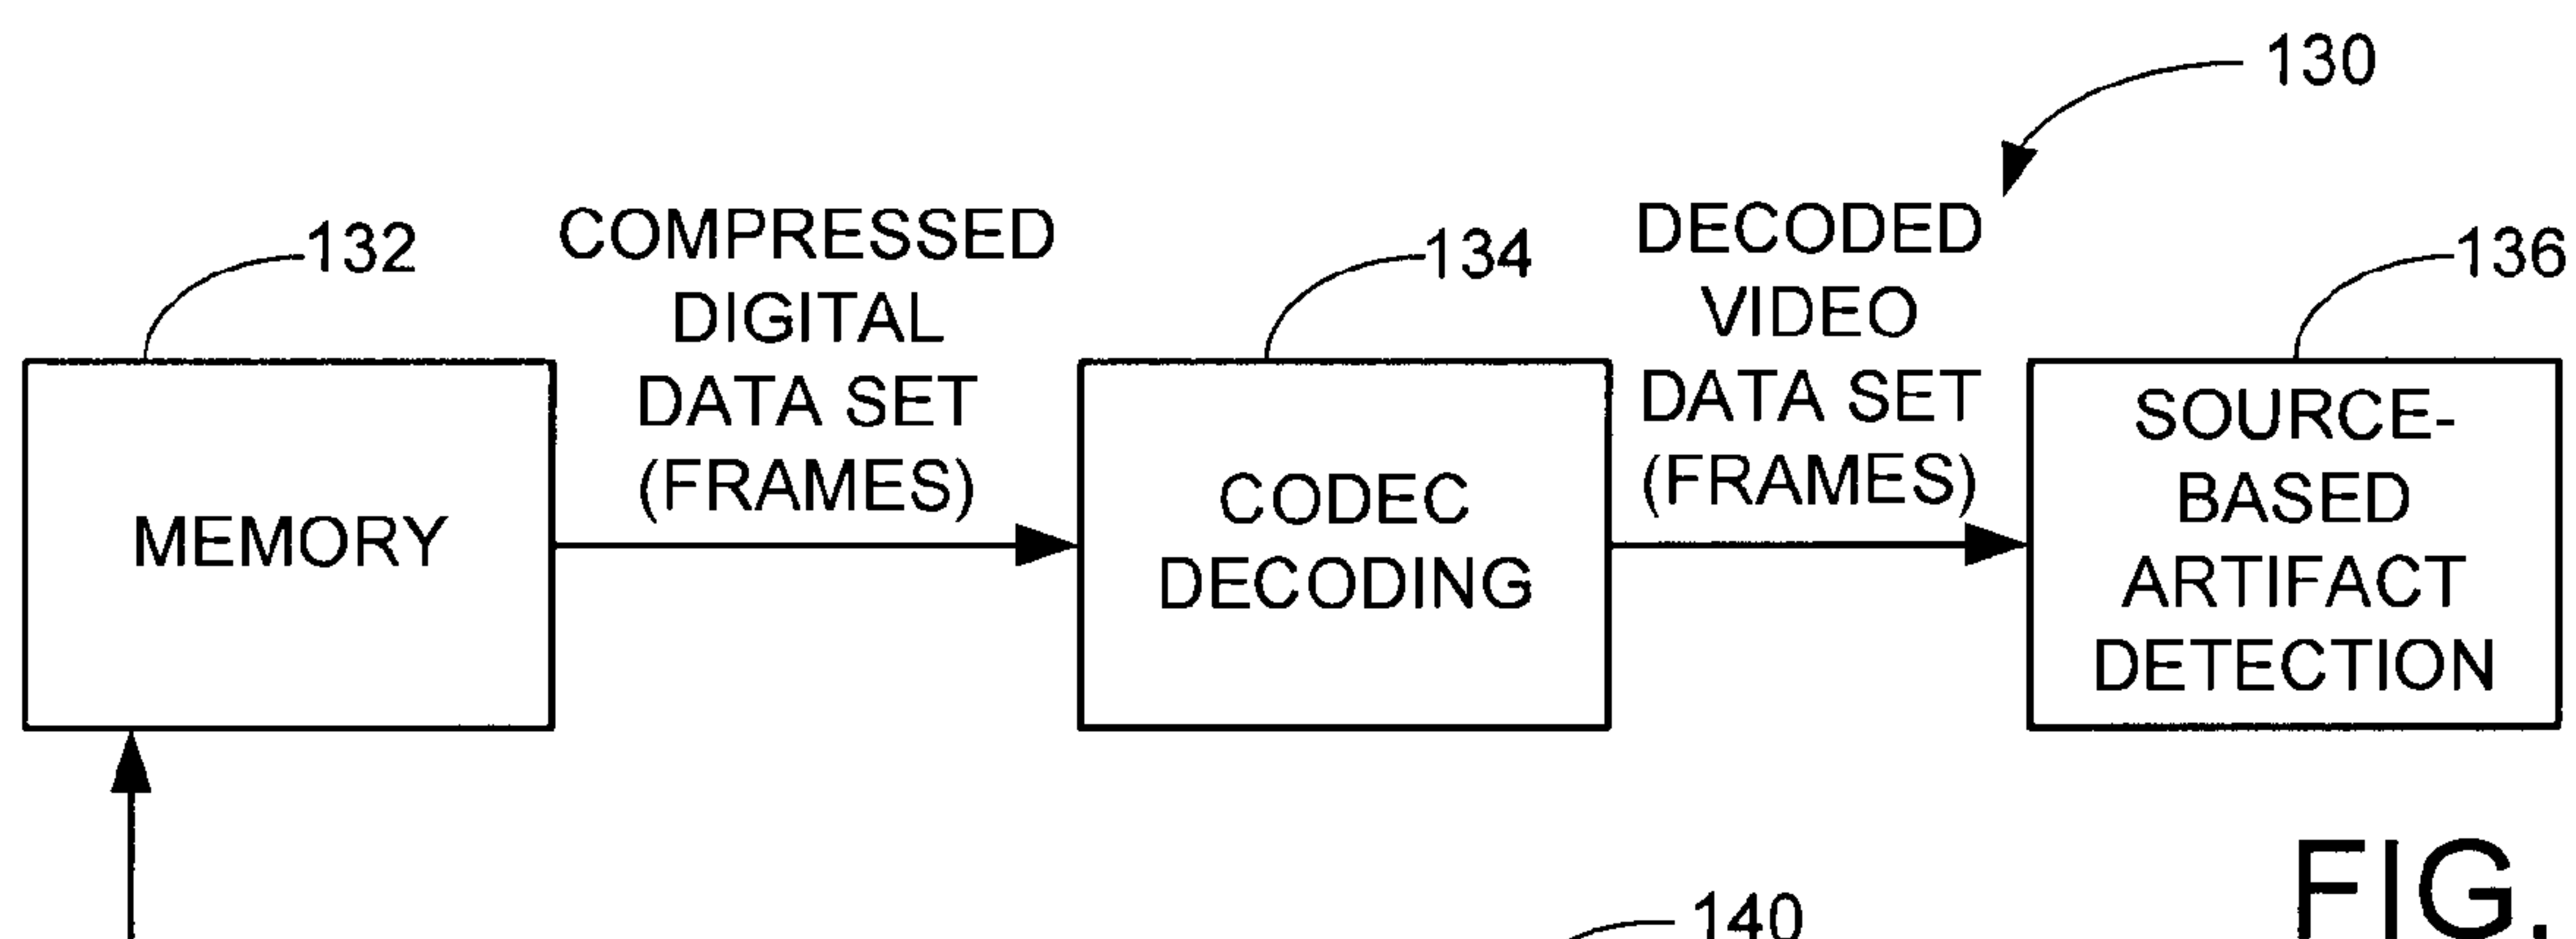 130
132
COMPRESSED
DIGITAL
DATA SET
(FRAMES)
134
DECODED
VIDEO
DATA SET
(FRAMES)
136
MEMORY
CODEC
DECODING
SOURCE-
BASED
ARTIFACT
DETECTION
FIG.
140